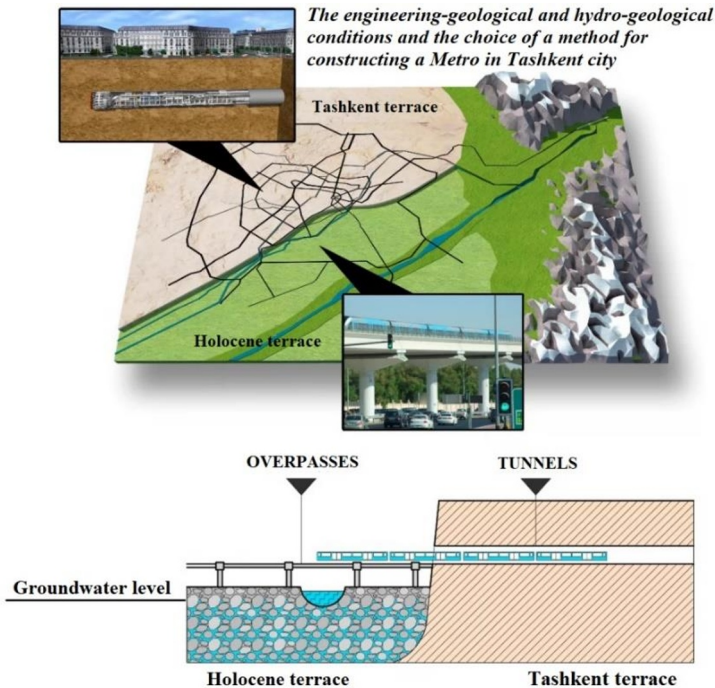 The engineering-geological and hydro-geological
conditions and the choice of a method for
constructing a Metro in Tashkent city
Tashkent terrace
Holocene terrace
OVERPASSES
TUNNELS
Groundwater level
Holocene terrace
Tashkent terrace